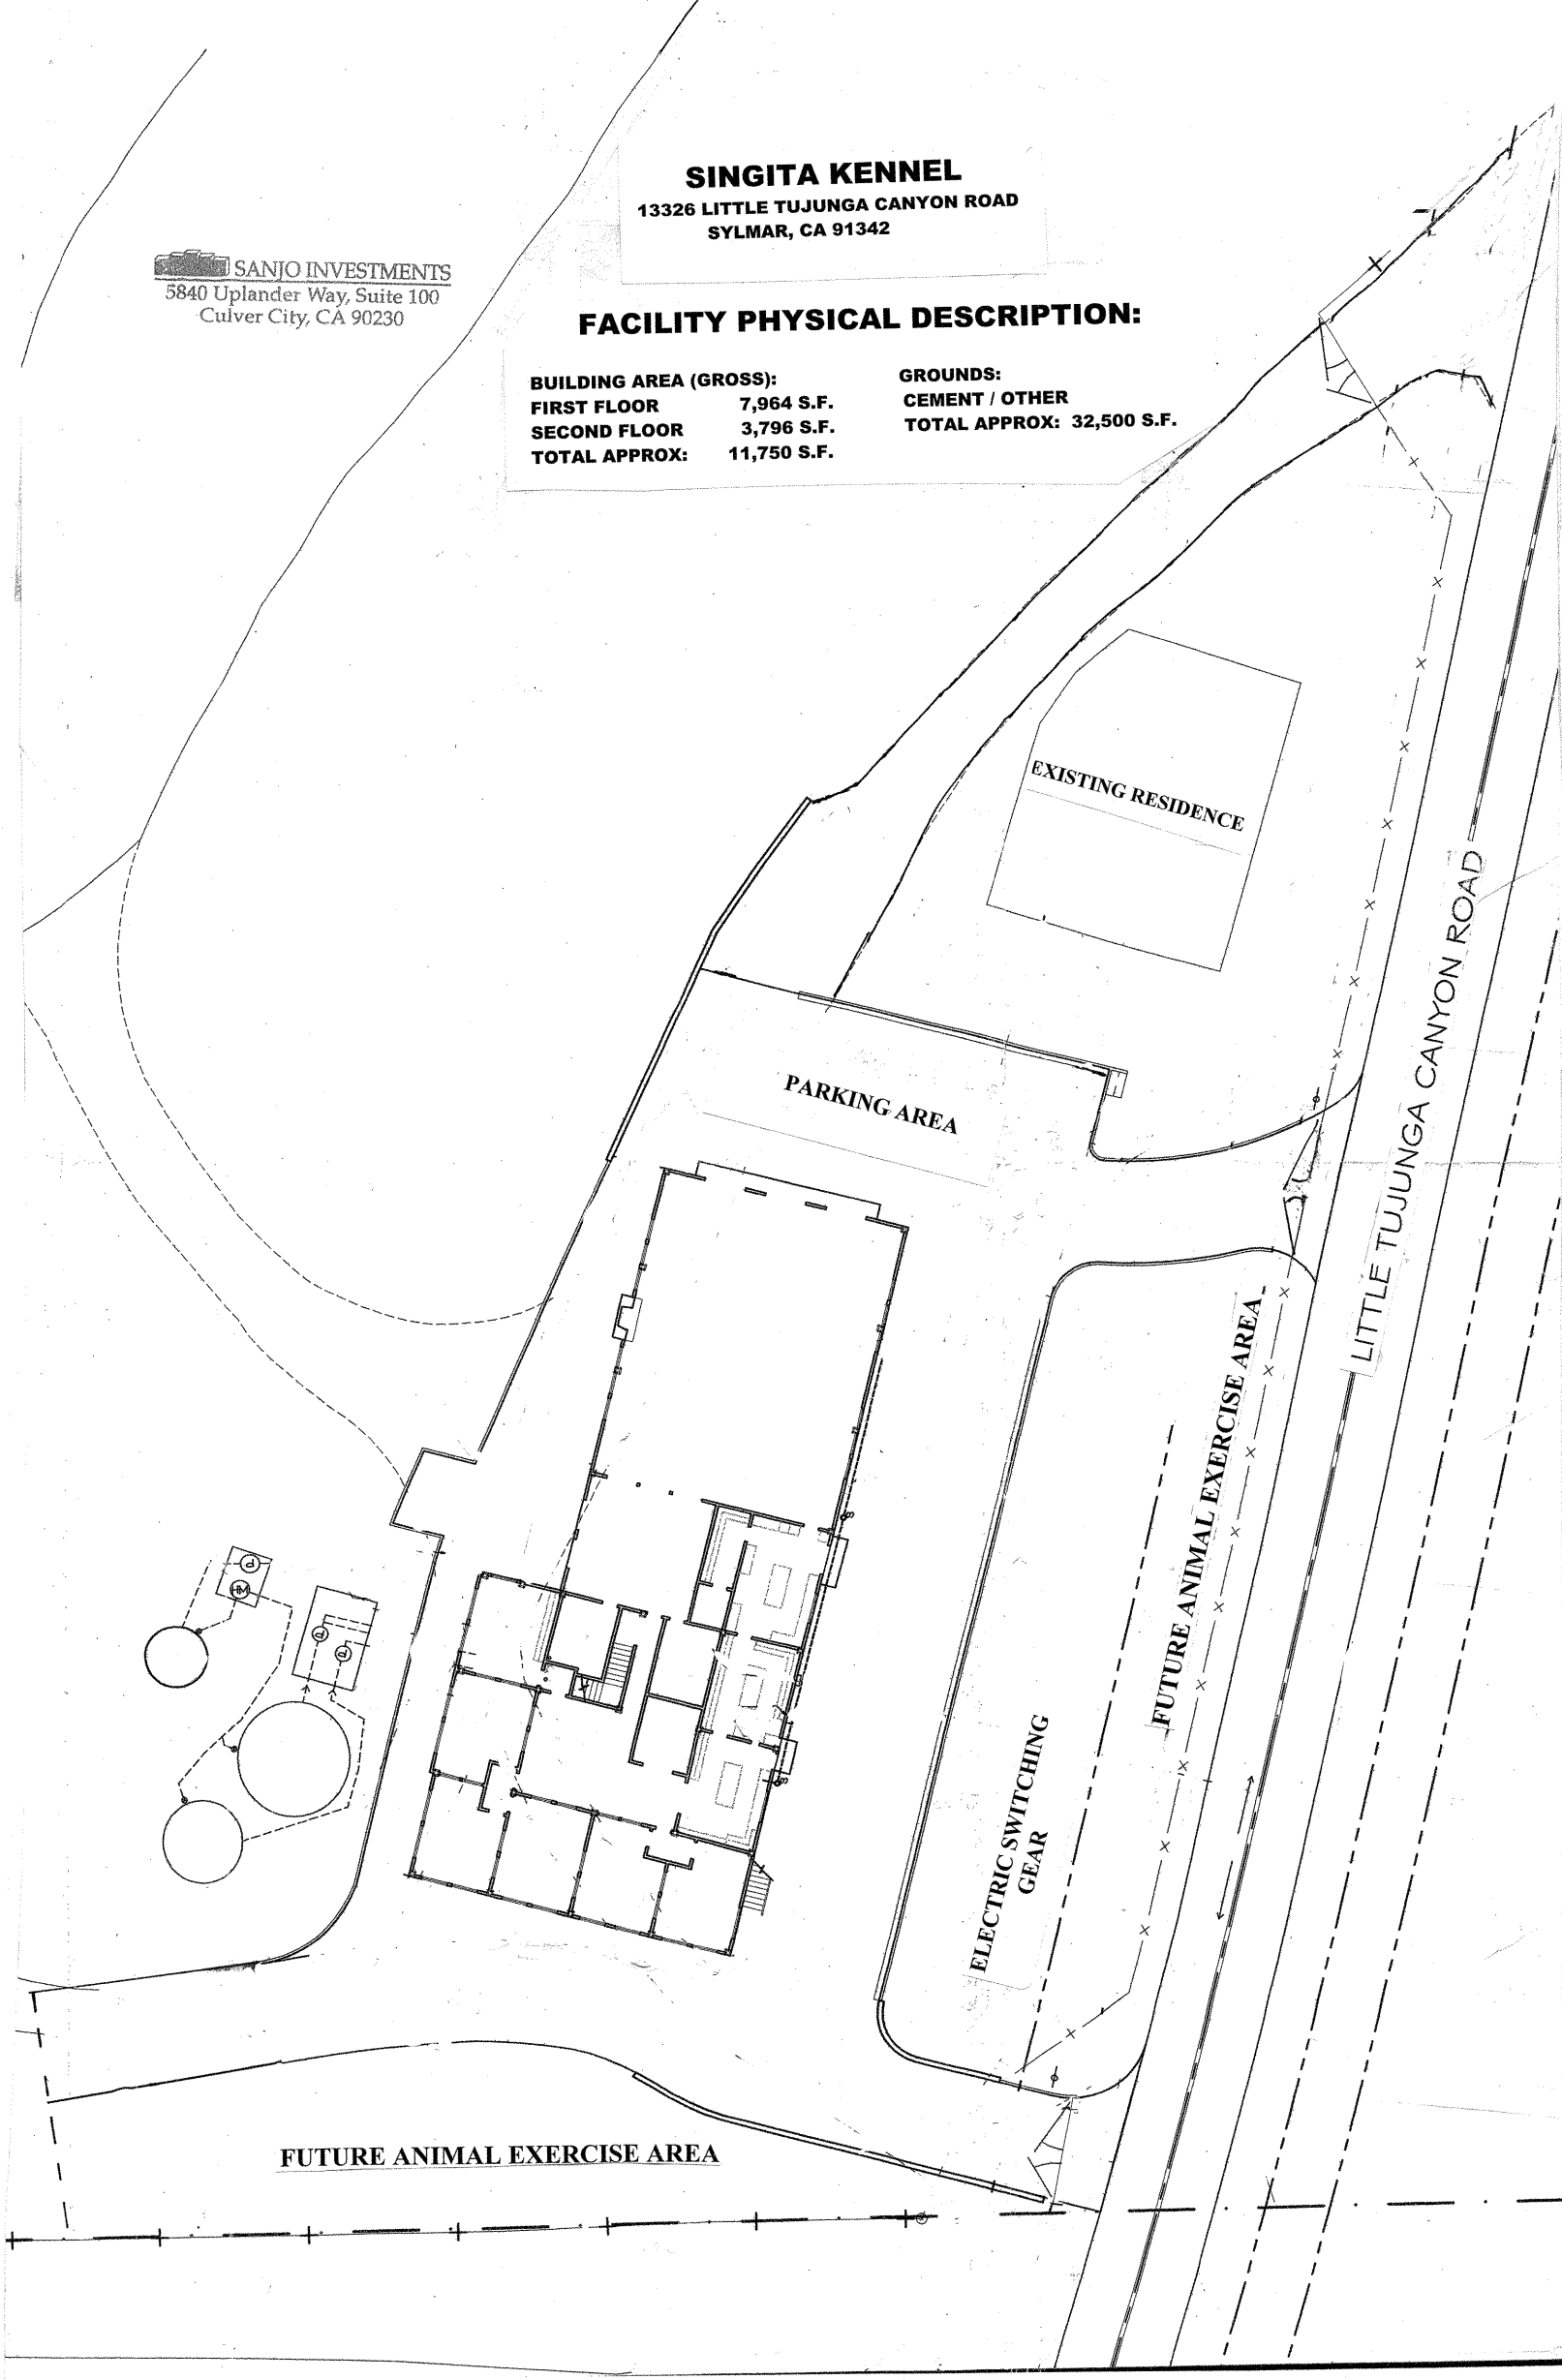 SINGITA KENNEL
13326 LITTLE TUJUNGA CANYON ROAD
SYLMAR, CA 91342
SANJO INVESTMENTS
5840 Uplander Way, Suite 100
Culver City, CA 90230
FACILITY PHYSICAL DESCRIPTION:
BUILDING AREA (GROSS):
FIRST FLOOR 7,964 S.F.
SECOND FLOOR 3,796 S.F.
TOTAL APPROX: 11,750 S.F.
GROUNDS:
CEMENT / OTHER
TOTAL APPROX: 32,500 S.F.
EXISTING RESIDENCE
PARKING AREA
LITTLE TUJUNGA CANYON ROAD
FUTURE ANIMAL EXERCISE AREA
ELECTRIC SWITCHING
GEAR
HM
FUTURE ANIMAL EXERCISE AREA